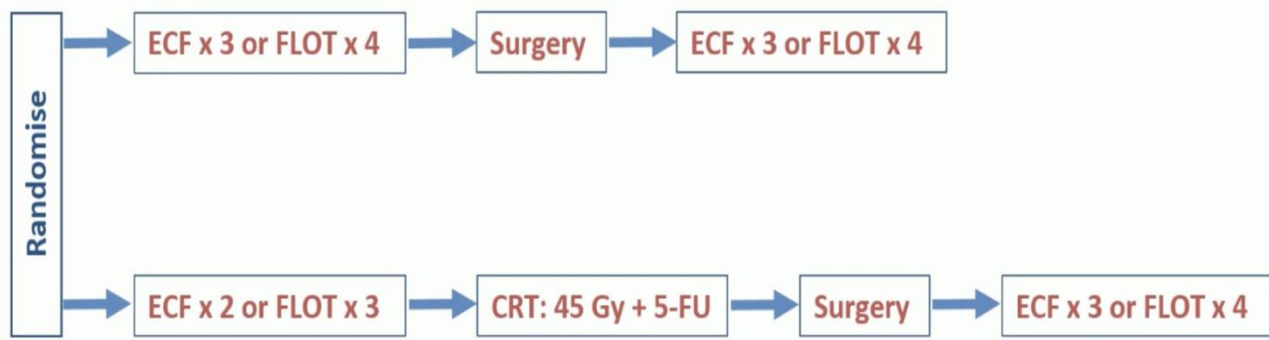 Randomise
ECF x 3 or FLOT x 4
Surgery
ECF x 3 or FLOT x 4
ECF x 2 or FLOT x 3
CRT: 45 Gy + 5-FU
Surgery
ECF x 3 or FLOT x 4